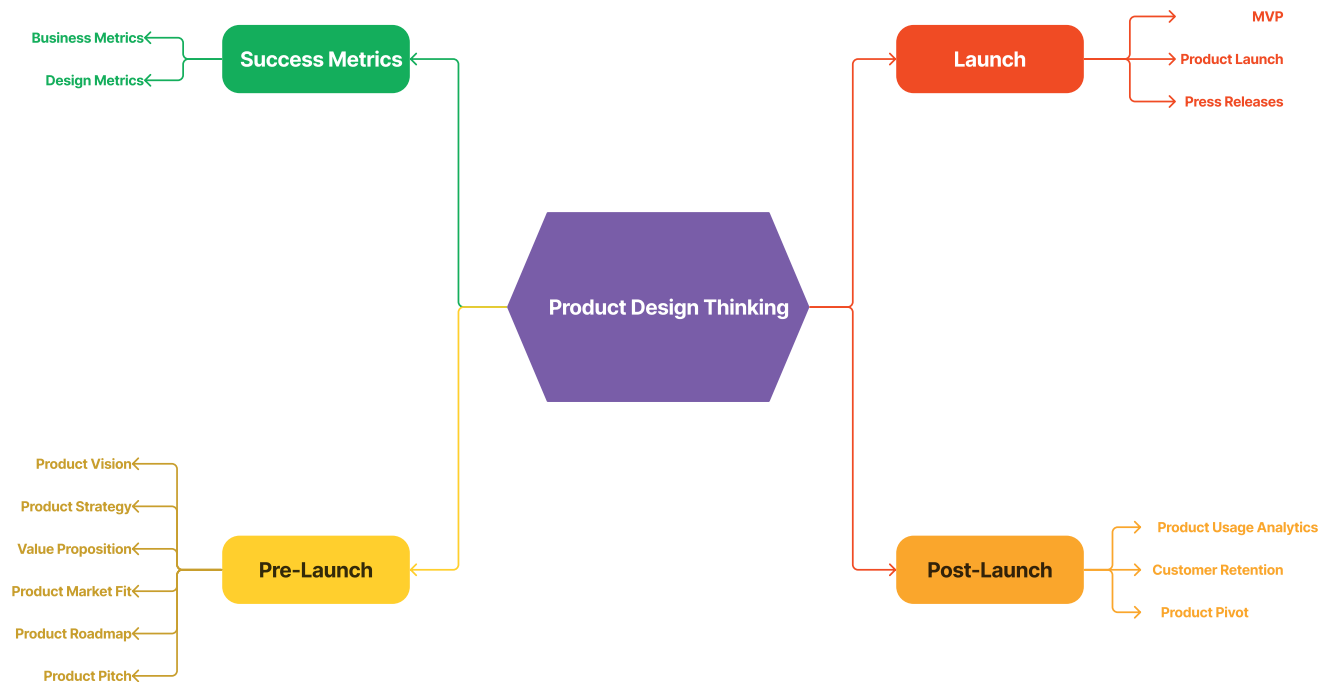 Success Metrics
Business Metrics
Design Metrics
Launch
MVP
Product Launch
Press Releases
Product Design Thinking
Pre-Launch
Product Vision
Product Strategy
Value Proposition
Product Market Fit
Product Roadmap
Product Pitch
Post-Launch
Product Usage Analytics
Customer Retention
Product Pivot